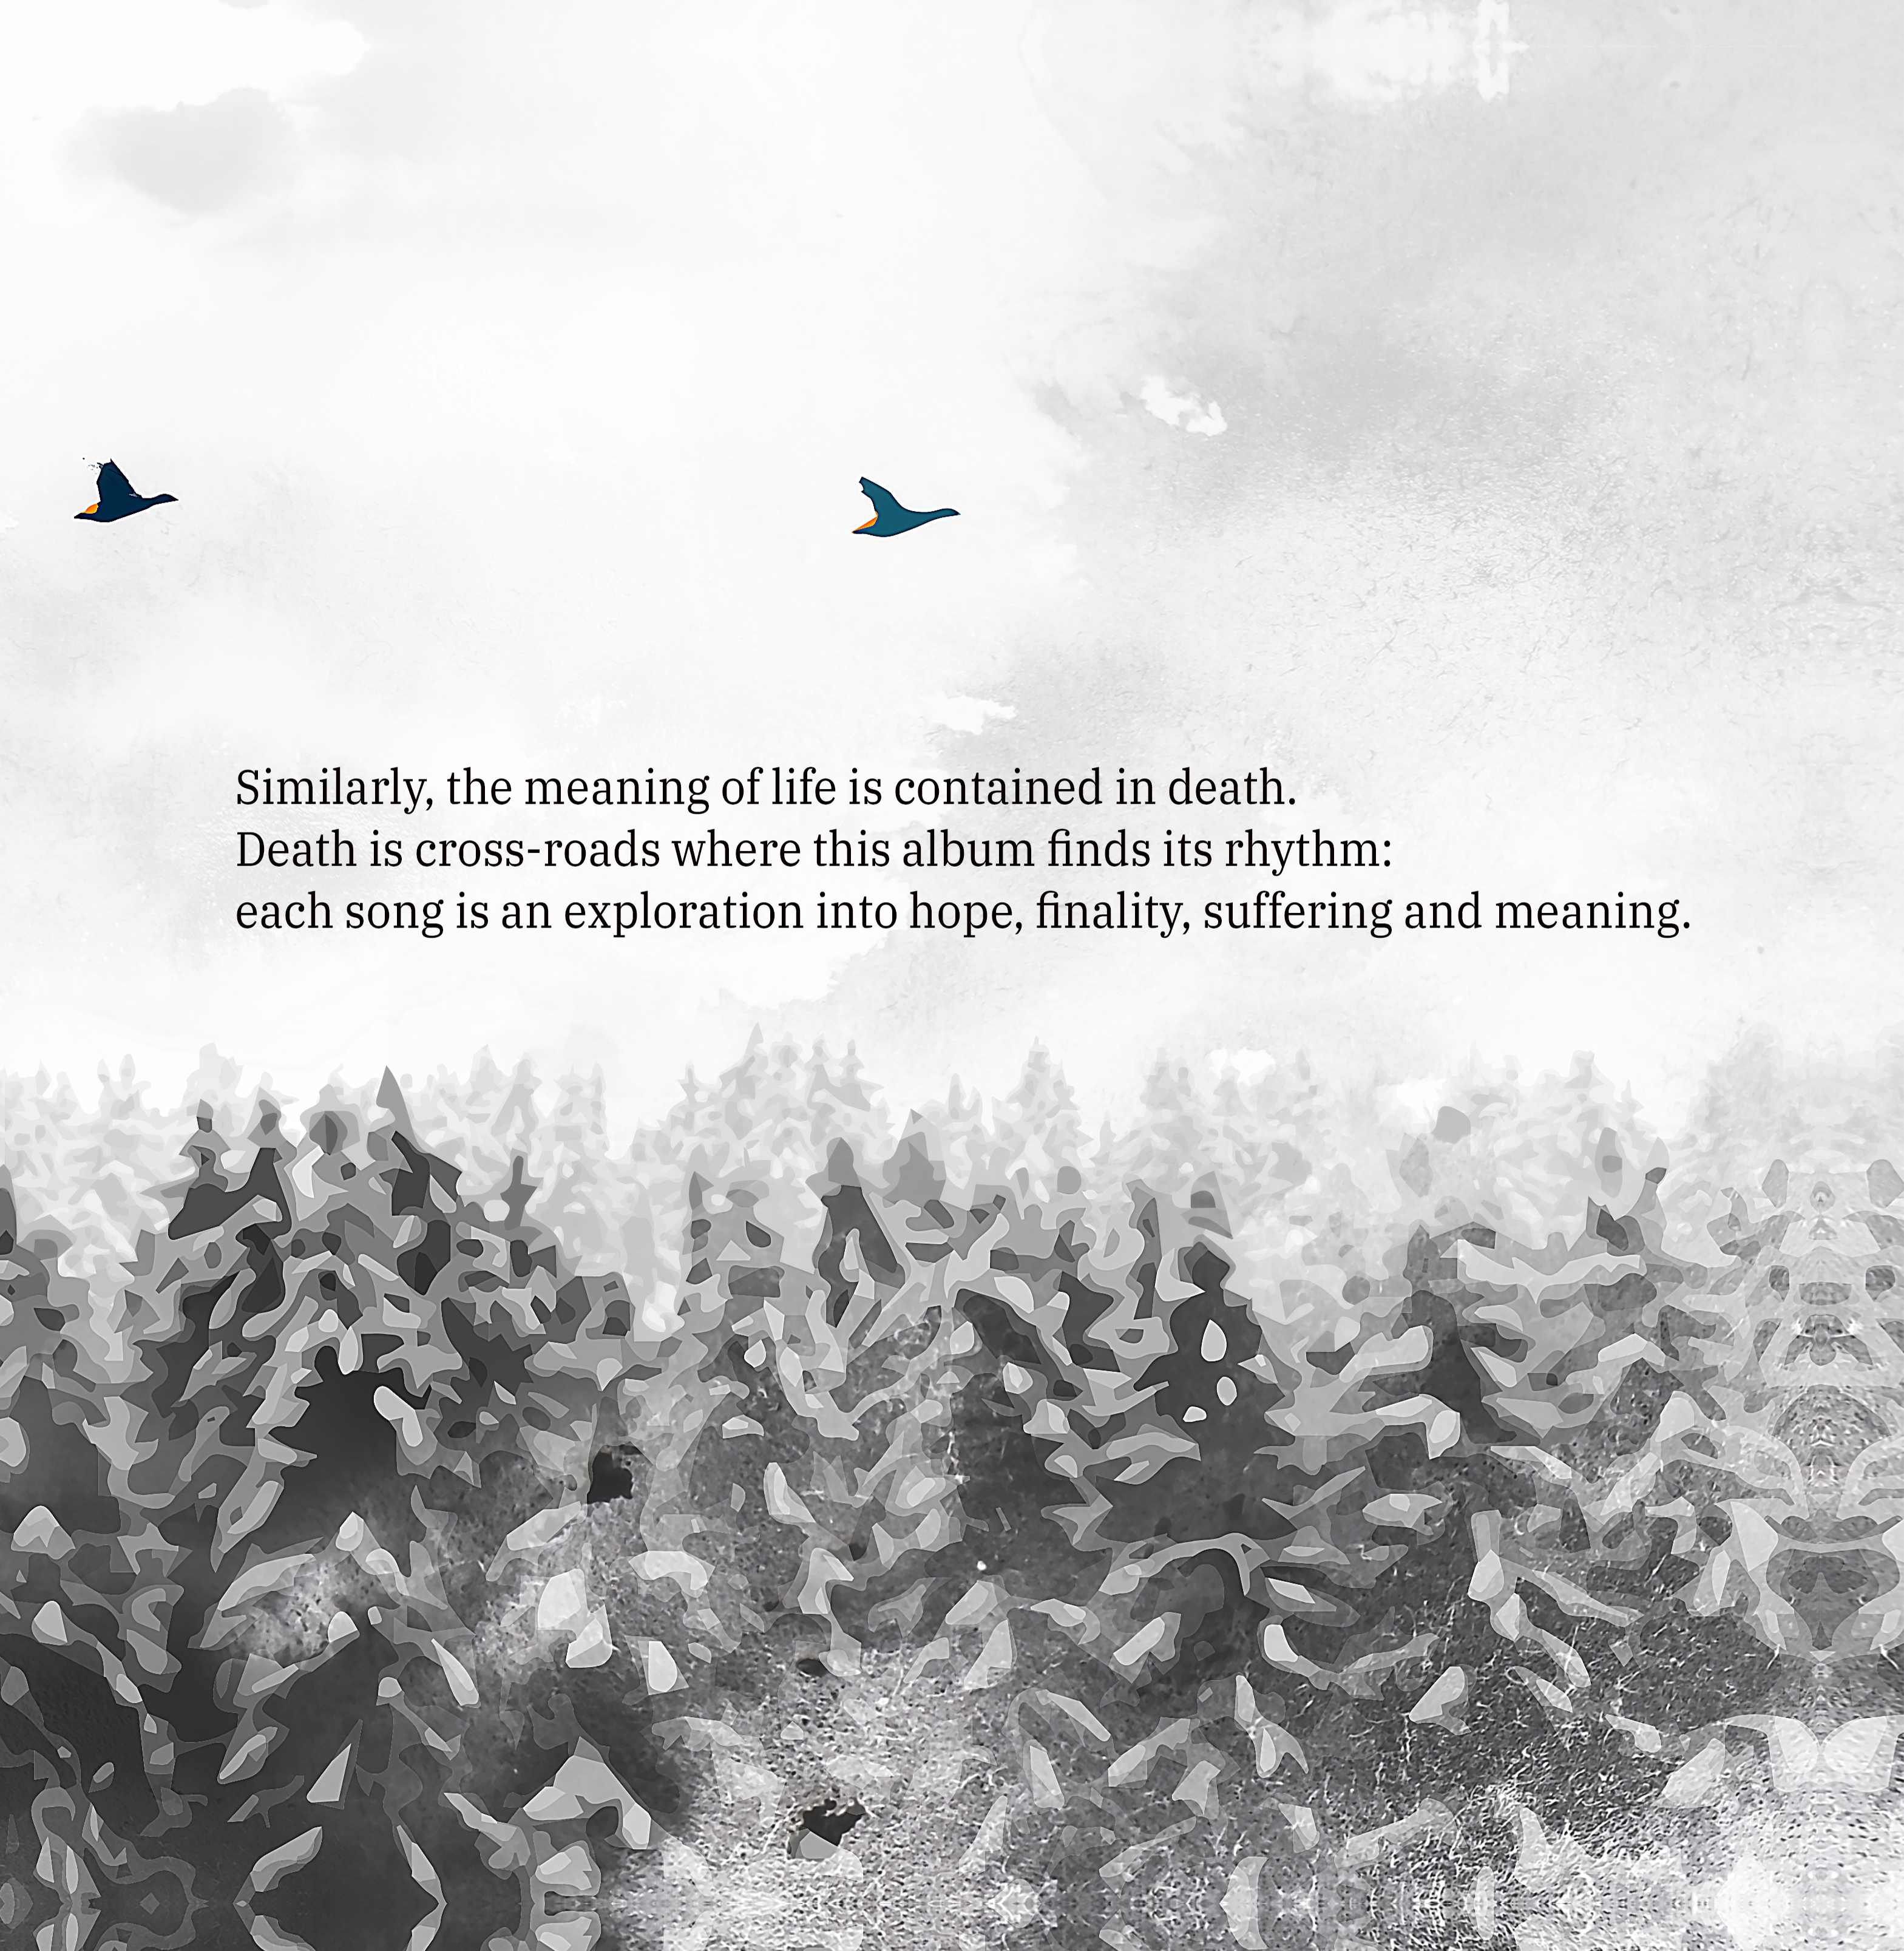 Similarly, the meaning of life is contained in death.
Death is cross-roads where this album finds its rhythm:
each song is an exploration into hope, finality, suffering and meaning.